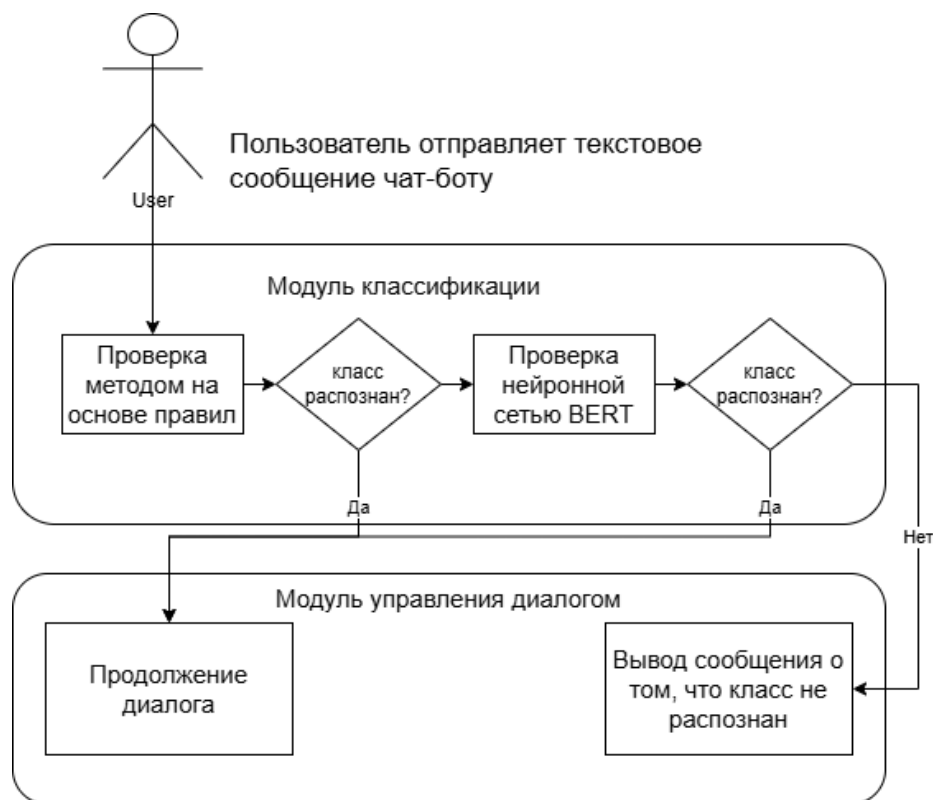 Пользователь отправляет текстовое
сообщение чат-боту
User
Модуль классификации
Проверка
методом на
основе правил
класс
распознан?
Проверка
нейронной
сетью BERT
класс
распознан?
Да
Да
Нет
Модуль управления диалогом
Продолжение
диалога
Вывод сообщения о
том, что класс не
распознан